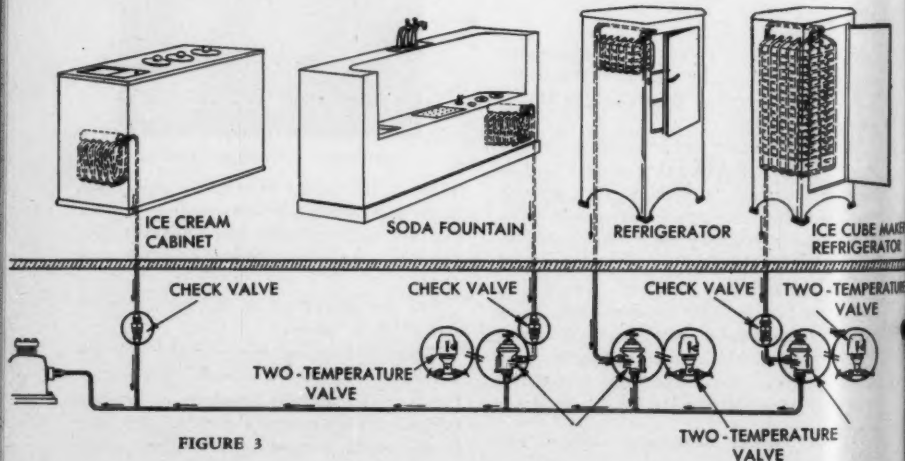 ICE CREAM
CABINET
SODA FOUNTAIN
REFRIGERATOR
ICE CUBE MAKER
REFRIGERATOR
CHECK VALVE
CHECK VALVE
CHECK VALVE
TWO-TEMPERATURE
VALVE
TWO-TEMPERATURE
VALVE
TWO-TEMPERATURE
VALVE
FIGURE 3